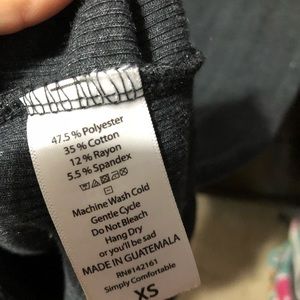 47.5% Polyester
35% Cotton
12% Rayon
5.5% Spandex
Machine Wash Cold
Gentle Cycle
Do Not Bleach
Hang Dry
or you'll be sad
MADE IN GUATEMALA
RN#142161
Simply Comfortable
XS